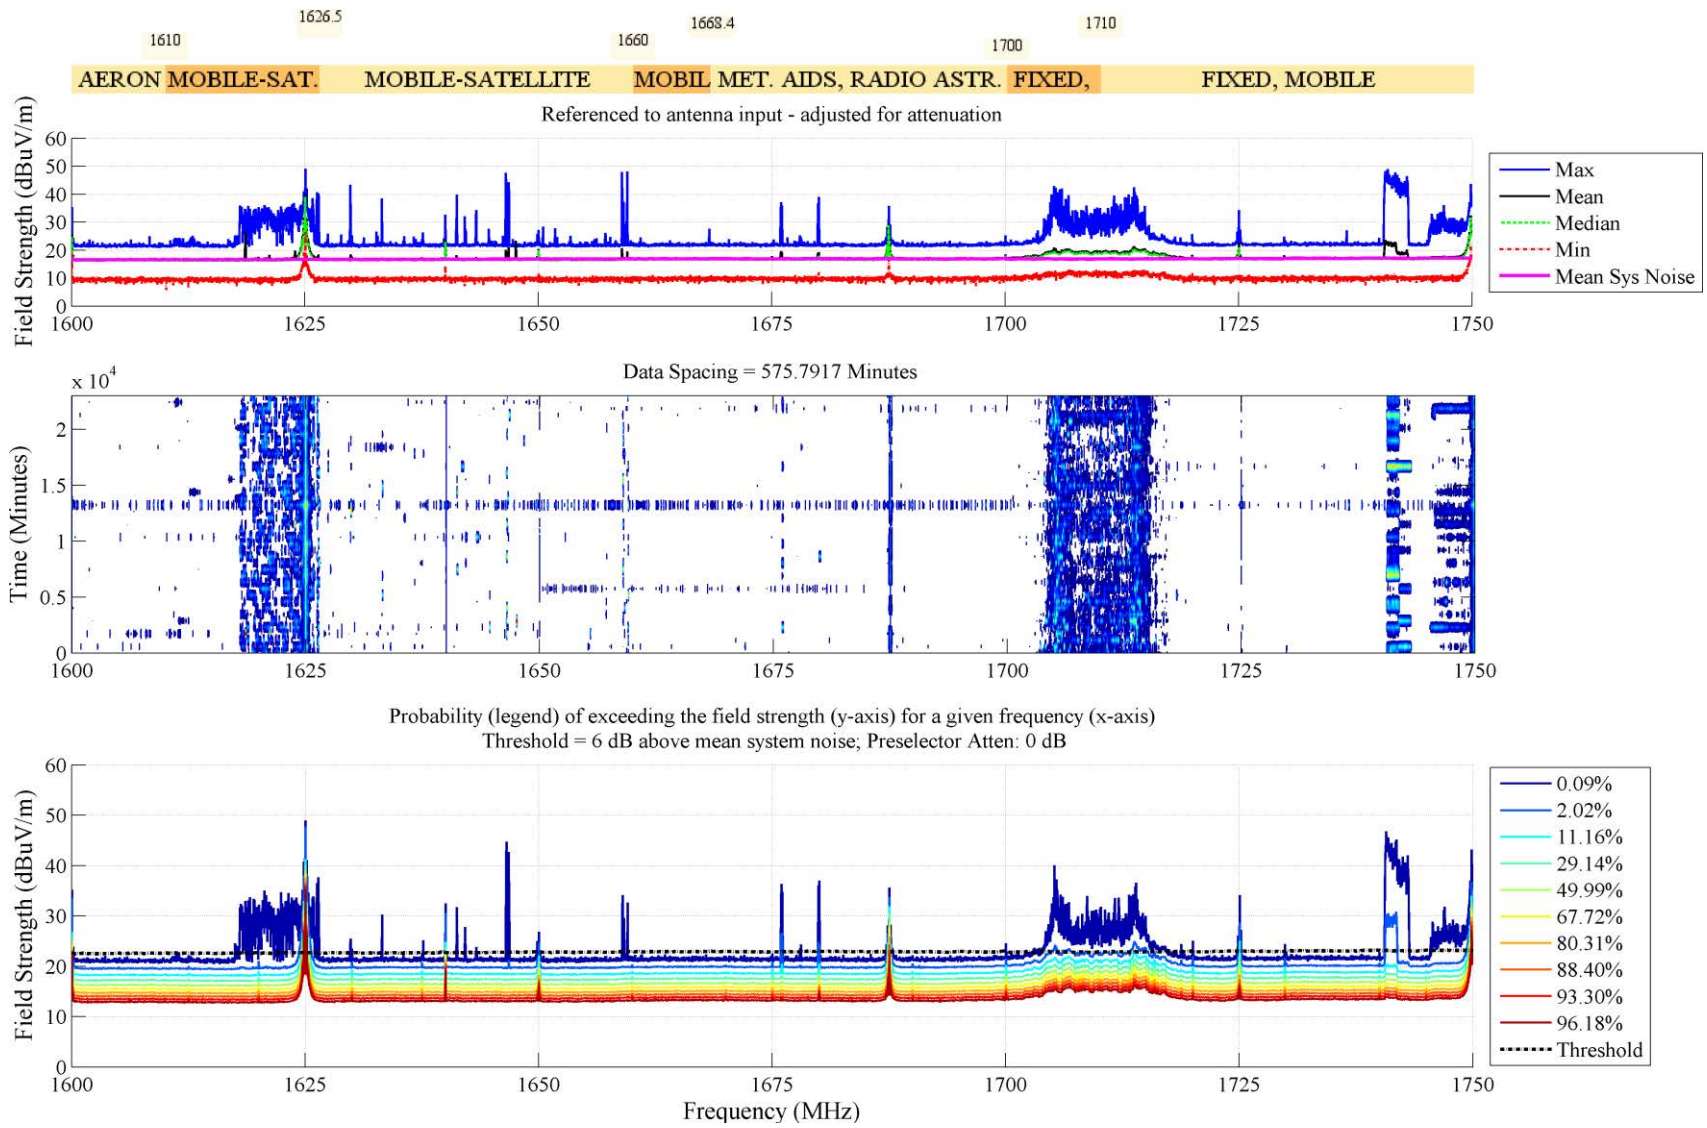 1626.5
1668.4
1710
1610
1660
1700
AERON MOBILE-SAT. MOBILE-SATELLITE MOBIL MET. AIDS, RADIO ASTR. FIXED, FIXED, MOBILE
Referenced to antenna input - adjusted for attenuation
Field Strength (dBuV/m)
60
50
40
30
20
10
0
1600 1625 1650 1675 1700 1725 1750
Max
Mean
Median
Min
Mean Sys Noise
Data Spacing = 575.7917 Minutes
x 10^4
Time (Minutes)
2
1.5
1
0.5
0
1600 1625 1650 1675 1700 1725 1750
Probability (legend) of exceeding the field strength (y-axis) for a given frequency (x-axis)
Threshold = 6 dB above mean system noise; Preselector Atten: 0 dB
Field Strength (dBuV/m)
60
50
40
30
20
10
0
1600 1625 1650 1675 1700 1725 1750
Frequency (MHz)
0.09%
2.02%
11.16%
29.14%
49.99%
67.72%
80.31%
88.40%
93.30%
96.18%
Threshold